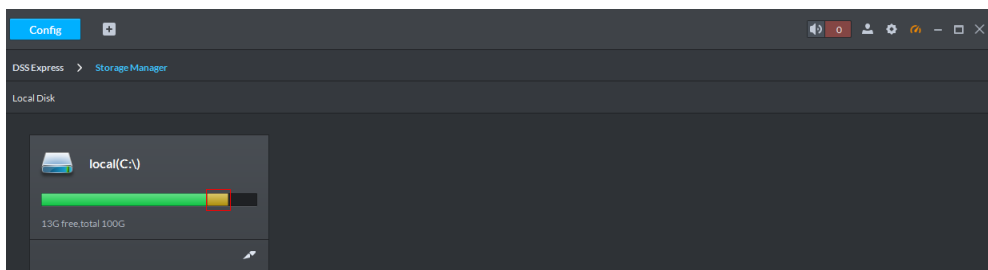 Config
0
DSS Express > Storage Manager
Local Disk
local(C:\)
13G free,total 100G